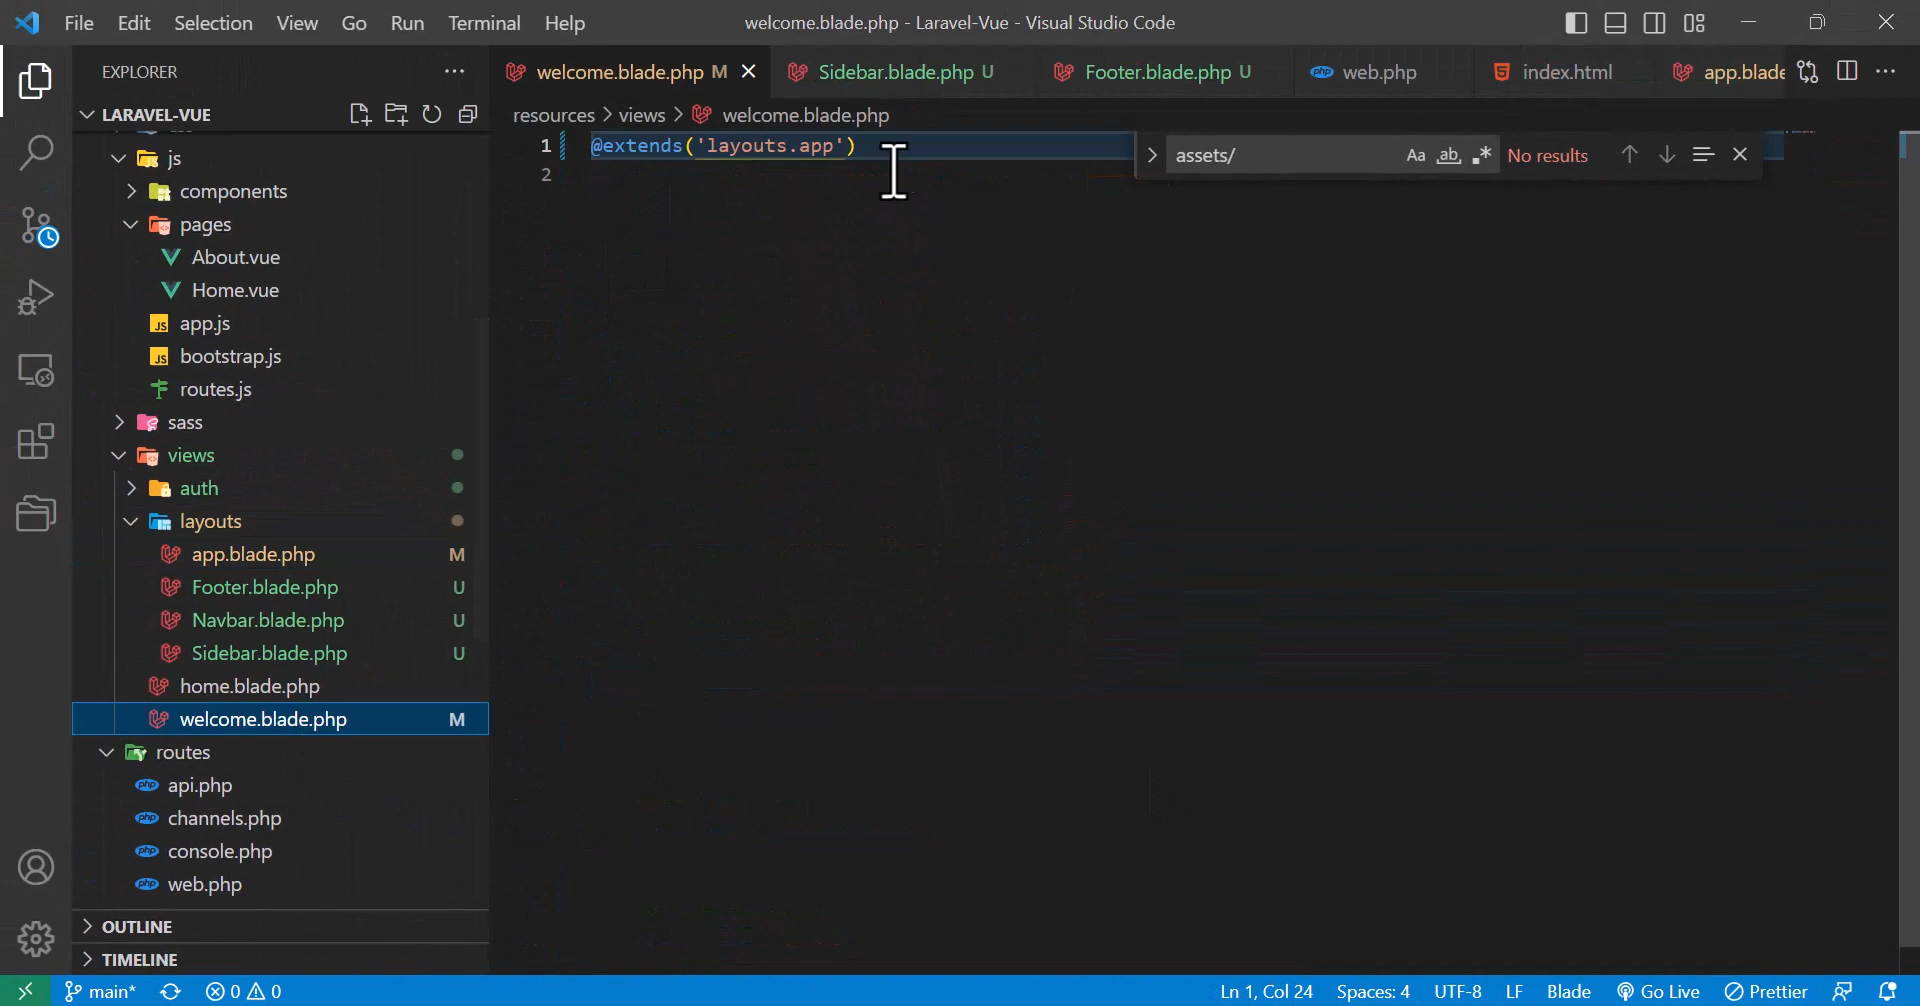 File Edit Selection View Go Run Terminal Help
welcome.blade.php - Laravel-Vue - Visual Studio Code
EXPLORER
LARAVEL-VUE
js
components
pages
About.vue
Home.vue
app.js
bootstrap.js
routes.js
sass
views
auth
layouts
app.blade.php M
Footer.blade.php U
Navbar.blade.php U
Sidebar.blade.php U
home.blade.php
welcome.blade.php M
routes
api.php
channels.php
console.php
web.php
OUTLINE
TIMELINE
welcome.blade.php M Sidebar.blade.php U Footer.blade.php U web.php index.html app.blade
resources > views > welcome.blade.php
1 @extends('layouts.app')
2
assets/ Aa ab No results
main* 0 0 Ln 1, Col 24 Spaces: 4 UTF-8 LF Blade Go Live Prettier